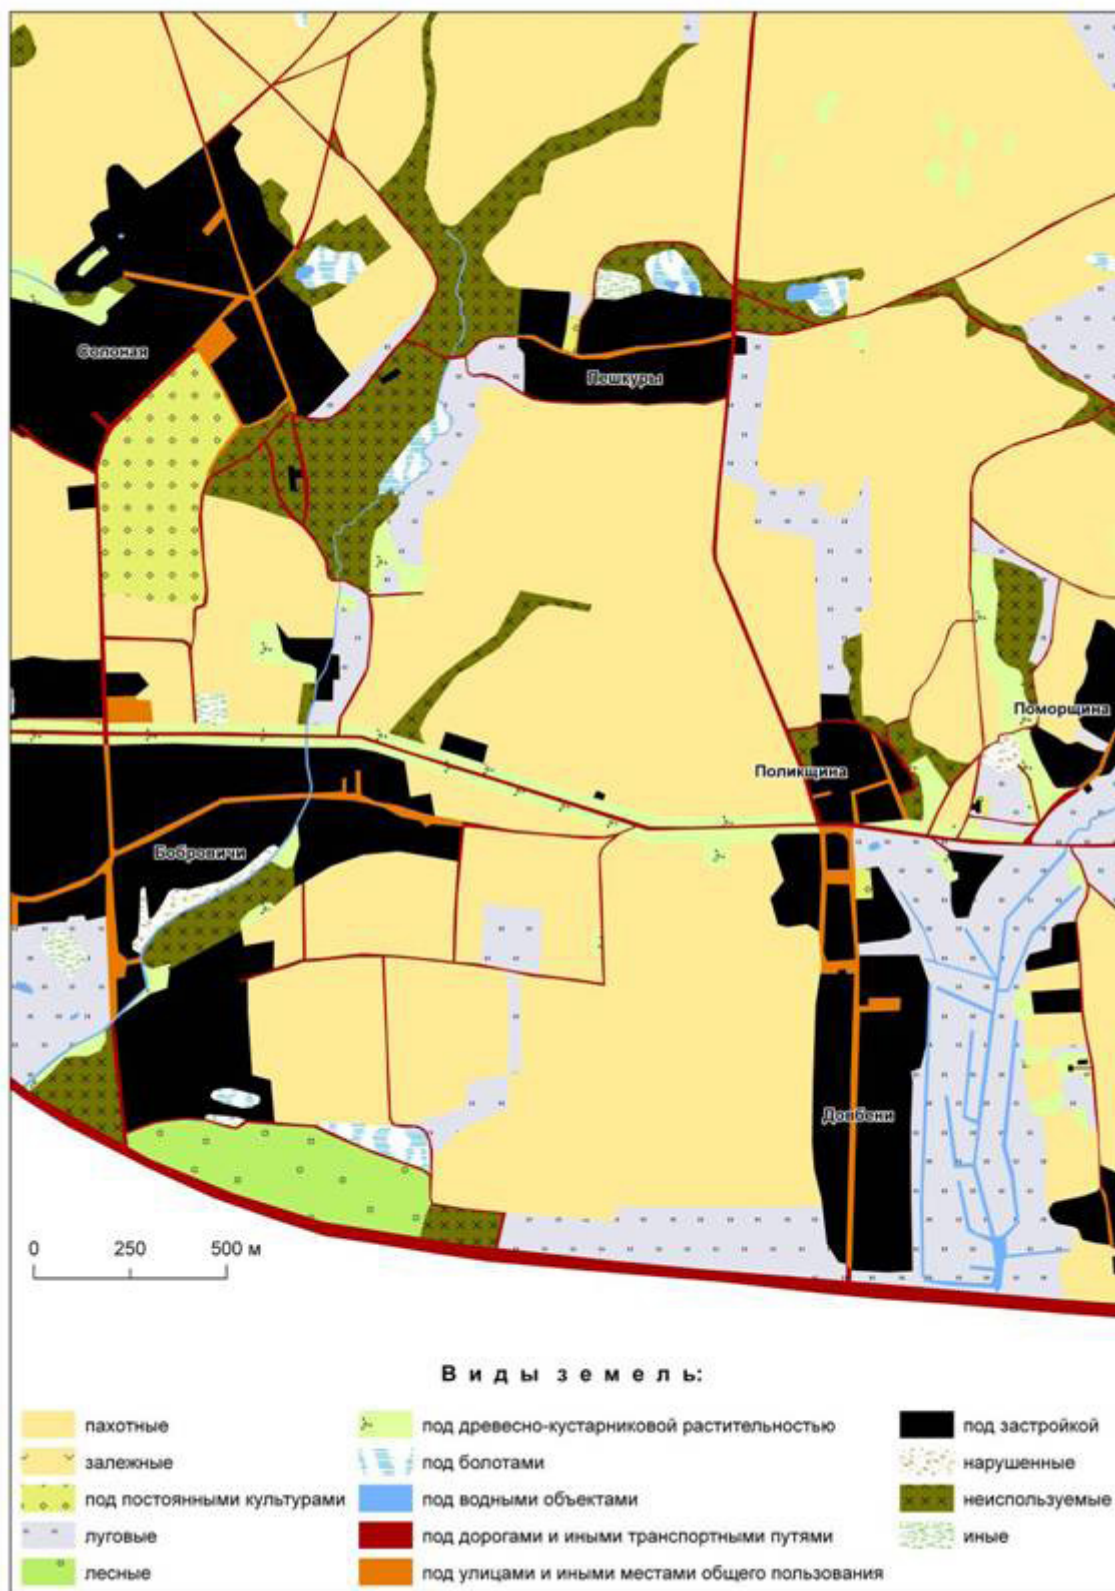 Солоная
Пешкуры
Поморщина
Поликщина
Бобровичи
Довбени
0 250 500 м
Виды земель:
пахотные
залежные
под постоянными культурами
луговые
лесные
под древесно-кустарниковой растительностью
под болотами
под водными объектами
под дорогами и иными транспортными путями
под улицами и иными местами общего пользования
под застройкой
нарушенные
неиспользуемые
иные